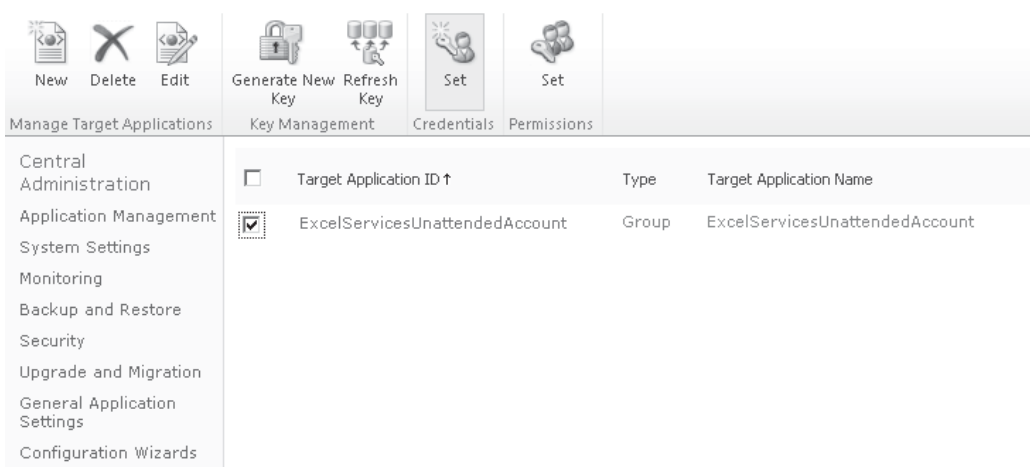 New Delete Edit Generate New Key Refresh Key Set Set
Manage Target Applications Key Management Credentials Permissions
Central
Administration
Application Management
System Settings
Monitoring
Backup and Restore
Security
Upgrade and Migration
General Application
Settings
Configuration Wizards
Target Application ID↑ Type Target Application Name
ExcelServicesUnattendedAccount Group ExcelServicesUnattendedAccount